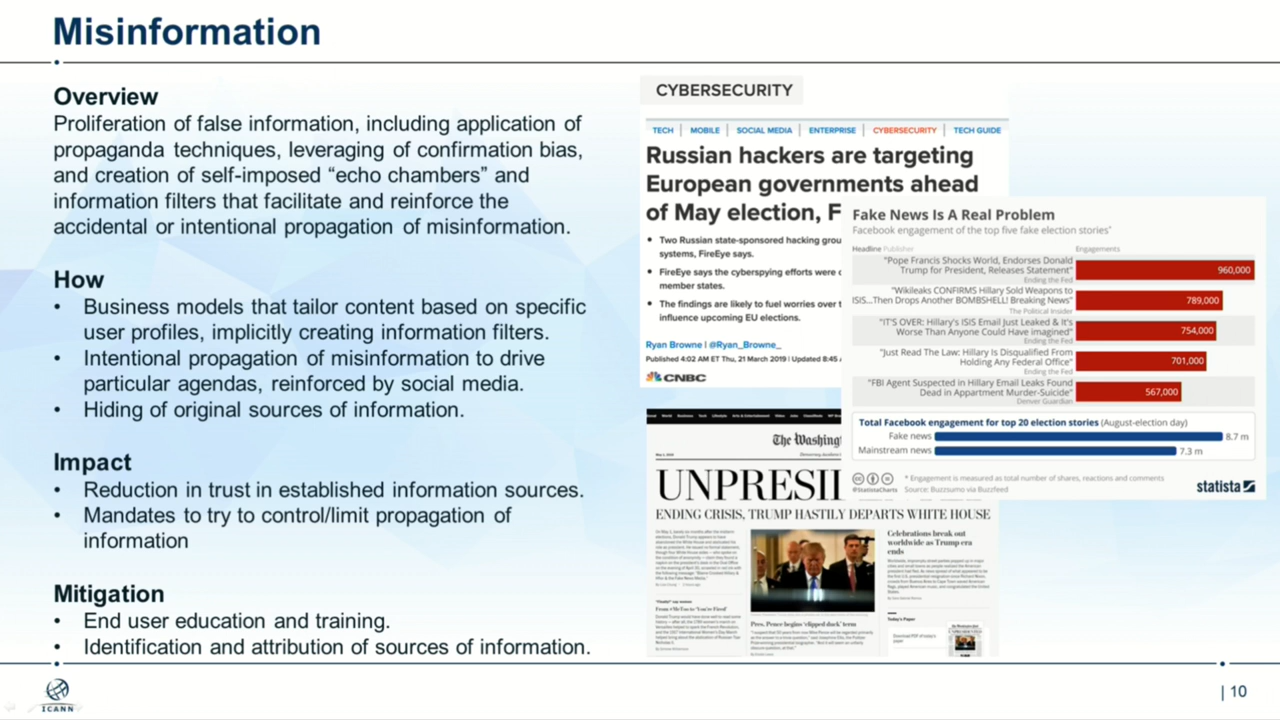 Misinformation
Overview
Proliferation of false information, including application of
propaganda techniques, leveraging of confirmation bias,
and creation of self-imposed “echo chambers” and
information filters that facilitate and reinforce the
accidental or intentional propagation of misinformation.
How
• Business models that tailor content based on specific
user profiles, implicitly creating information filters.
• Intentional propagation of misinformation to drive
particular agendas, reinforced by social media.
• Hiding of original sources of information.
Impact
• Reduction in trust in established information sources.
• Mandates to try to control/limit propagation of
information
Mitigation
• End user education and training.
• Identification and attribution of sources of information.
CYBERSECURITY
TECH | MOBILE | SOCIAL MEDIA | ENTERPRISE | CYBERSECURITY | TECH GUIDE
Russian hackers are targeting
European governments ahead
of May election, F
• Two Russian state-sponsored hacking grou
systems, FireEye says.
• FireEye says the cyberspying efforts were
member states.
• The findings are likely to fuel worries over
influence upcoming EU elections.
Ryan Browne | @Ryan_Browne_
Published 4:02 AM ET Thu, 21 March 2019 | Updated 8:45
CNBC
Fake News Is A Real Problem
Facebook engagement of the top five fake election stories*
Headline Publisher Engagements
"Pope Francis Shocks World, Endorses Donald
Trump for President, Releases Statement"
Ending the Fed
960,000
"Wikileaks CONFIRMS Hillary Sold Weapons to
ISIS...Then Drops Another BOMBSHELL! Breaking News"
The Political Insider
789,000
"IT'S OVER: Hillary's ISIS Email Just Leaked & It's
Worse Than Anyone Could Have imagined"
Ending the Fed
754,000
"Just Read The Law: Hillary Is Disqualified From
Holding Any Federal Office"
Ending the Fed
701,000
"FBI Agent Suspected in Hillary Email Leaks Found
Dead in Appartment Murder-Suicide"
Denver Guardian
567,000
Total Facebook engagement for top 20 election stories (August-election day)
Fake news 8.7 m
Mainstream news 7.3 m
@StatistaCharts
* Engagement is measured as total number of shares, reactions and comments
Source: Buzzsumo via Buzzfeed
statista
The Washing
UNPRESII
ENDING CRISIS, TRUMP HASTILY DEPARTS WHITE HOUSE
Celebrations break out
worldwide as Trump era
ends
From #MeToo to 'You're Fired!'
Pres. Pence begins 'clipped duck' term
Today's Paper
Download PDF of today's
paper
ICANN
| 10